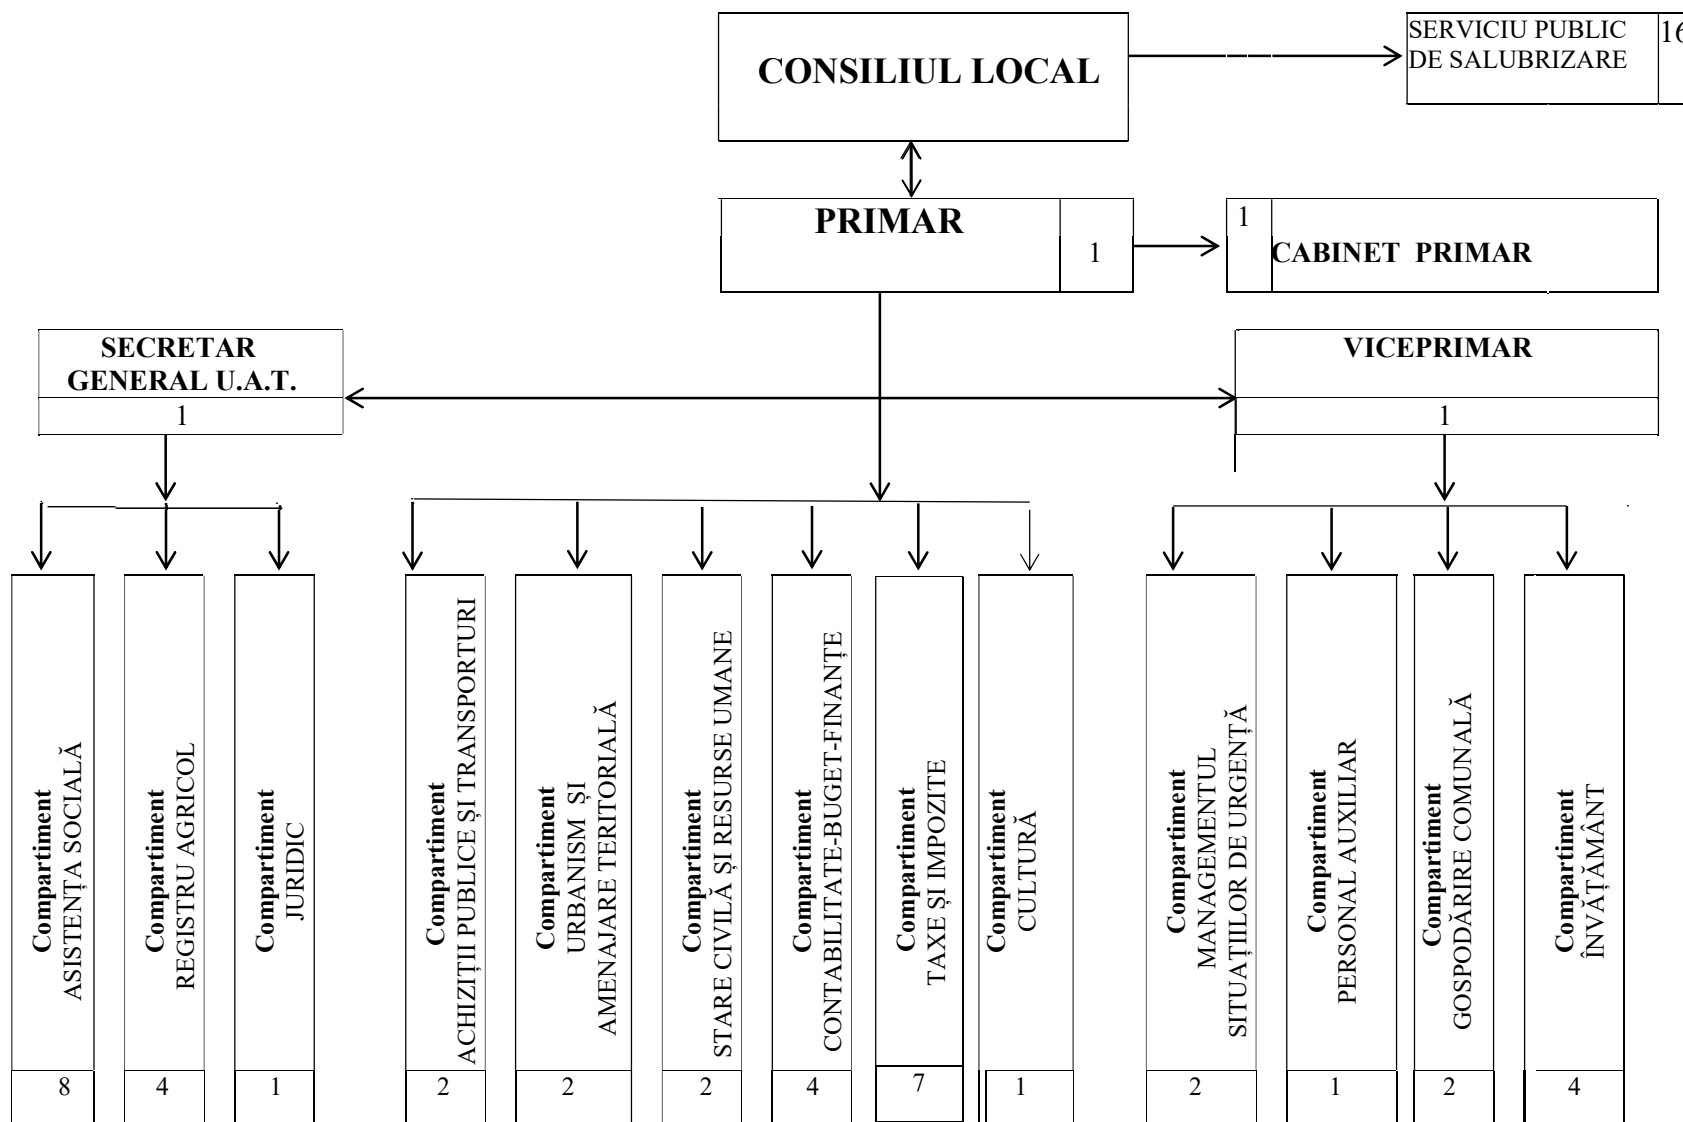 CONSILIUL LOCAL
SERVICIU PUBLIC
DE SALUBRIZARE
16
PRIMAR
1
1
CABINET PRIMAR
SECRETAR
GENERAL U.A.T.
1
VICEPRIMAR
1
Compartiment
ASISTENȚA SOCIALĂ
8
Compartiment
REGISTRU AGRICOL
4
Compartiment
JURIDIC
1
Compartiment
ACHIZIȚII PUBLICE ȘI TRANSPORTURI
2
Compartiment
URBANISM ȘI
AMENAJARE TERITORIALĂ
2
Compartiment
STARE CIVILĂ ȘI RESURSE UMANE
2
Compartiment
CONTABILITATE-BUGET-FINANȚE
4
Compartiment
TAXE ȘI IMPOZITE
7
Compartiment
CULTURĂ
1
Compartiment
MANAGEMENTUL
SITUAȚIILOR DE URGENȚĂ
2
Compartiment
PERSONAL AUXILIAR
1
Compartiment
GOSPODĂRIRE COMUNALĂ
2
Compartiment
ÎNVĂȚĂMÂNT
4